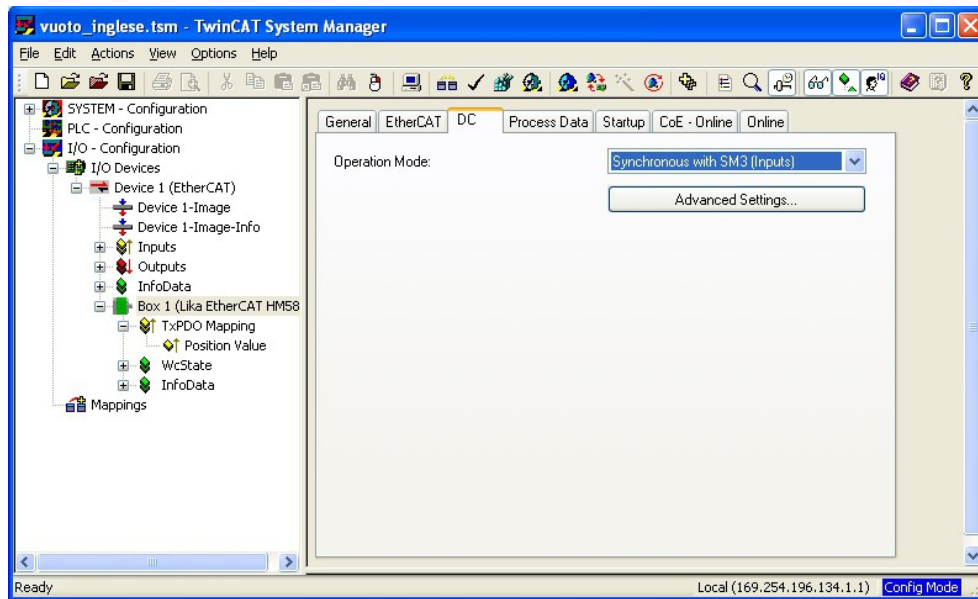 vuoto_inglese.tsm - TwinCAT System Manager
File Edit Actions View Options Help
SYSTEM - Configuration
PLC - Configuration
I/O - Configuration
I/O Devices
Device 1 (EtherCAT)
Device 1-Image
Device 1-Image-Info
Inputs
Outputs
InfoData
Box 1 (Lika EtherCAT HM58
TxPDO Mapping
Position Value
WcState
InfoData
Mappings
General EtherCAT DC Process Data Startup CoE - Online Online
Operation Mode: Synchronous with SM3 (Inputs)
Advanced Settings...
Ready Local (169.254.196.134.1.1) Config Mode